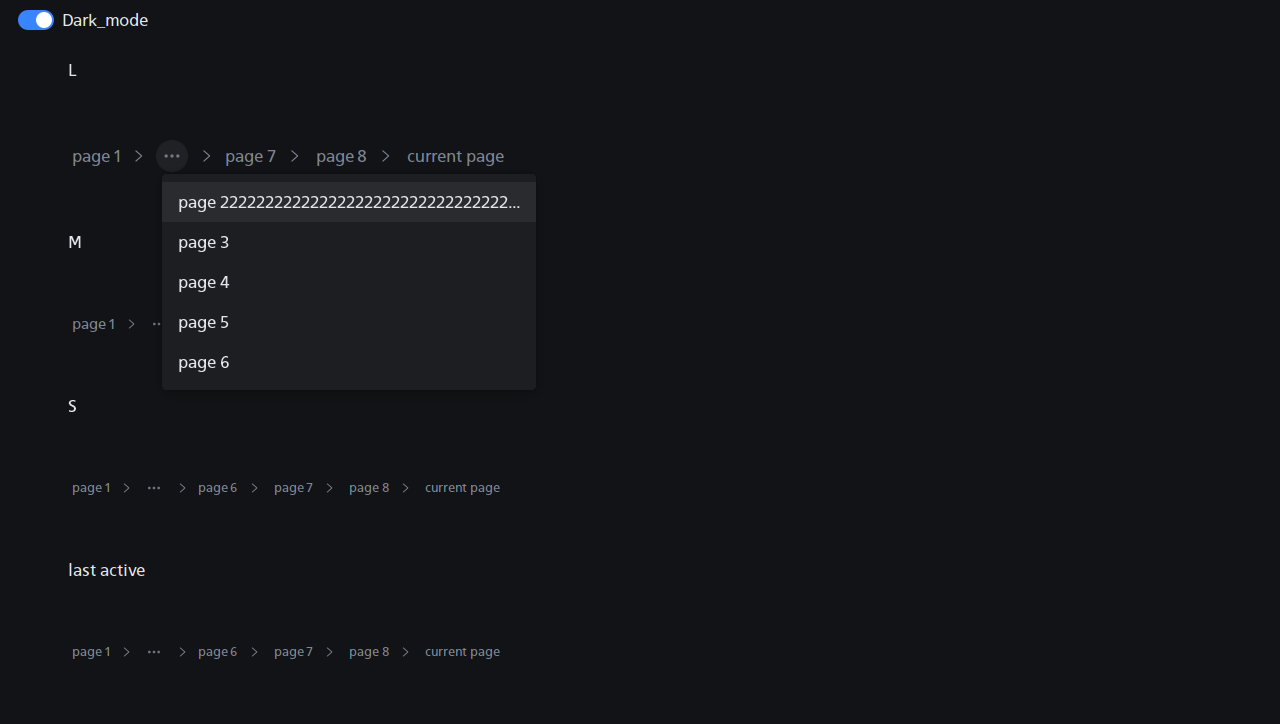 Dark_mode
L
page 1 ... page 7 page 8 current page
page 22222222222222222222222222222222...
page 3
M
page 4
page 1 ... page 5
page 6
S
page 1 ... page 6 page 7 page 8 current page
last active
page 1 ... page 6 page 7 page 8 current page